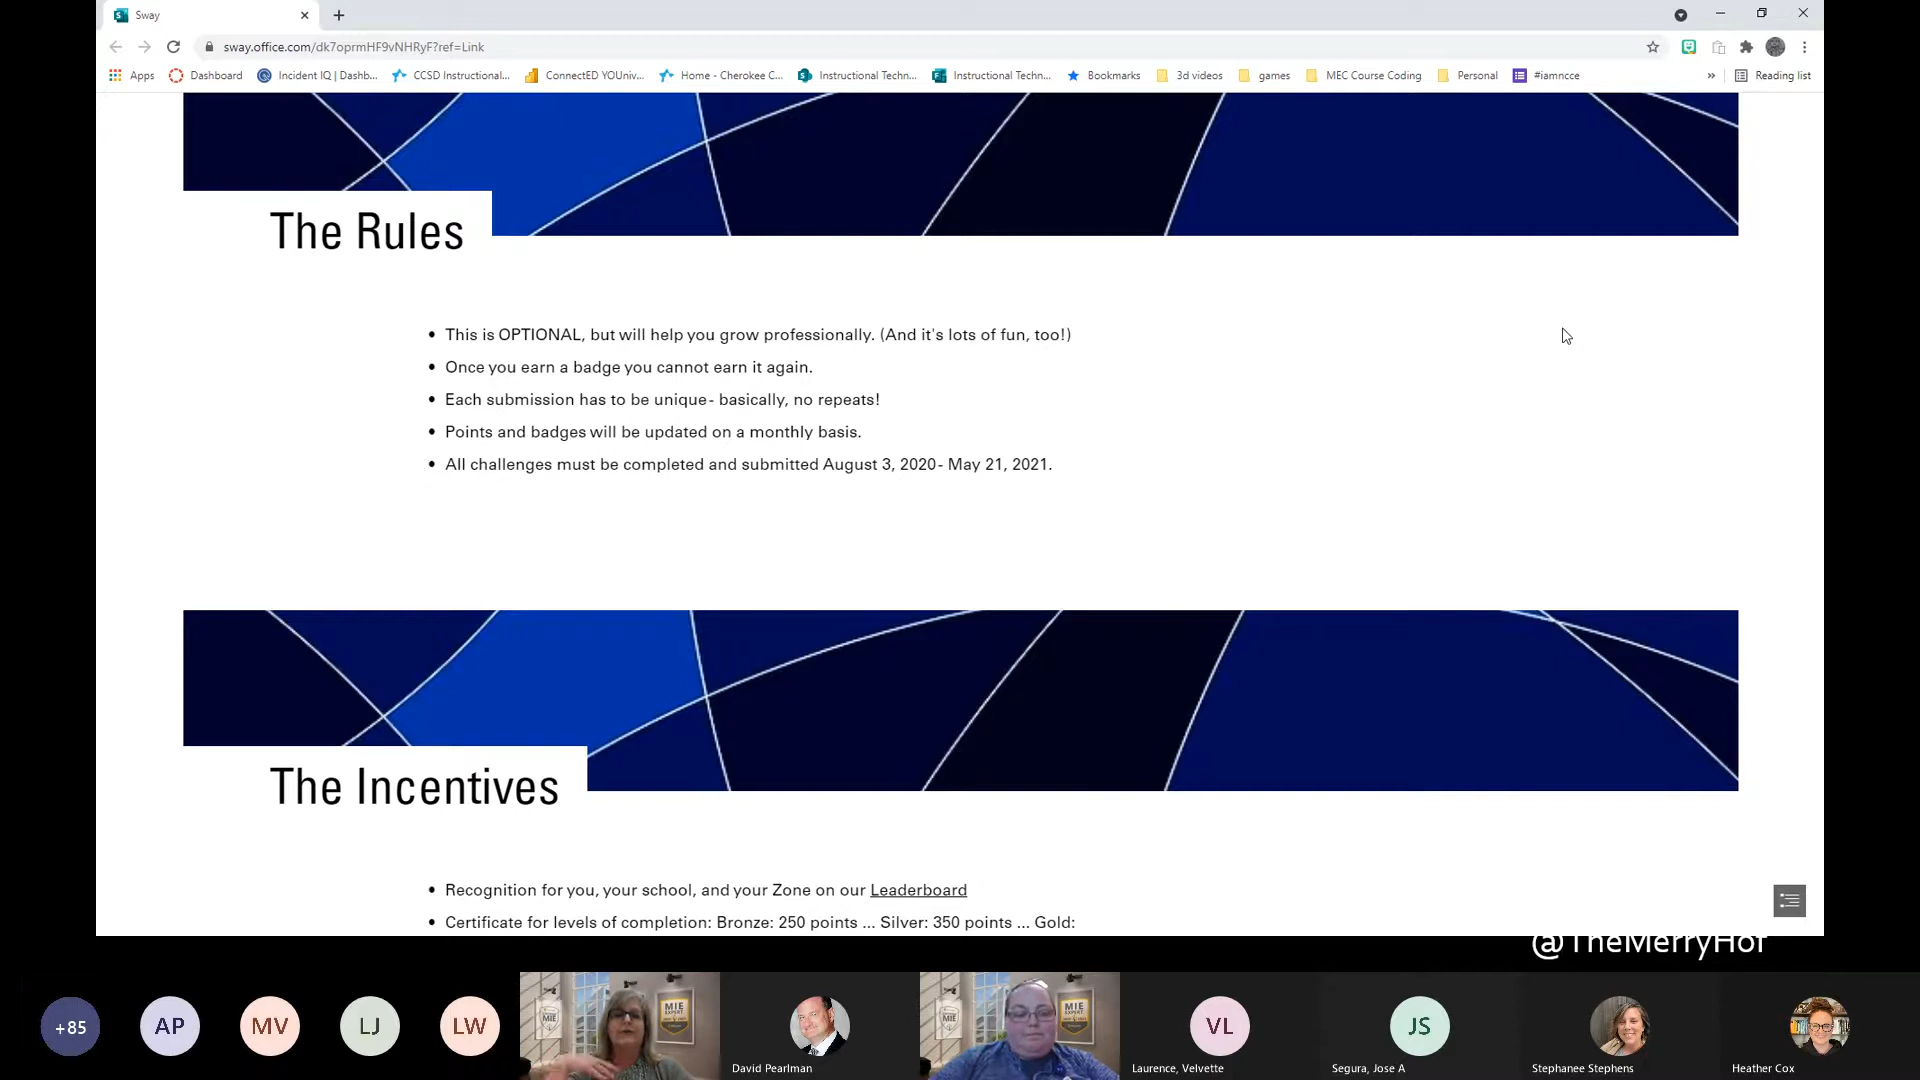 Sway
sway.office.com/dk7oprmHF9vNHRyF?ref=Link
Apps Dashboard Incident IQ | Dashb... CCSD Instructional... ConnectED YOUniv... Home - Cherokee C... Instructional Techn... Instructional Techn... Bookmarks 3d videos games MEC Course Coding Personal #iamncce » Reading list
The Rules
• This is OPTIONAL, but will help you grow professionally. (And it's lots of fun, too!)
• Once you earn a badge you cannot earn it again.
• Each submission has to be unique- basically, no repeats!
• Points and badges will be updated on a monthly basis.
• All challenges must be completed and submitted August 3, 2020- May 21, 2021.
The Incentives
• Recognition for you, your school, and your Zone on our Leaderboard
• Certificate for levels of completion: Bronze: 250 points ... Silver: 350 points ... Gold:
@TheMerryHof
+85 AP MV LJ LW MIE EXPERT MIE EXPERT VL JS
David Pearlman Laurence, Velvette Segura, Jose A Stephanee Stephens Heather Cox